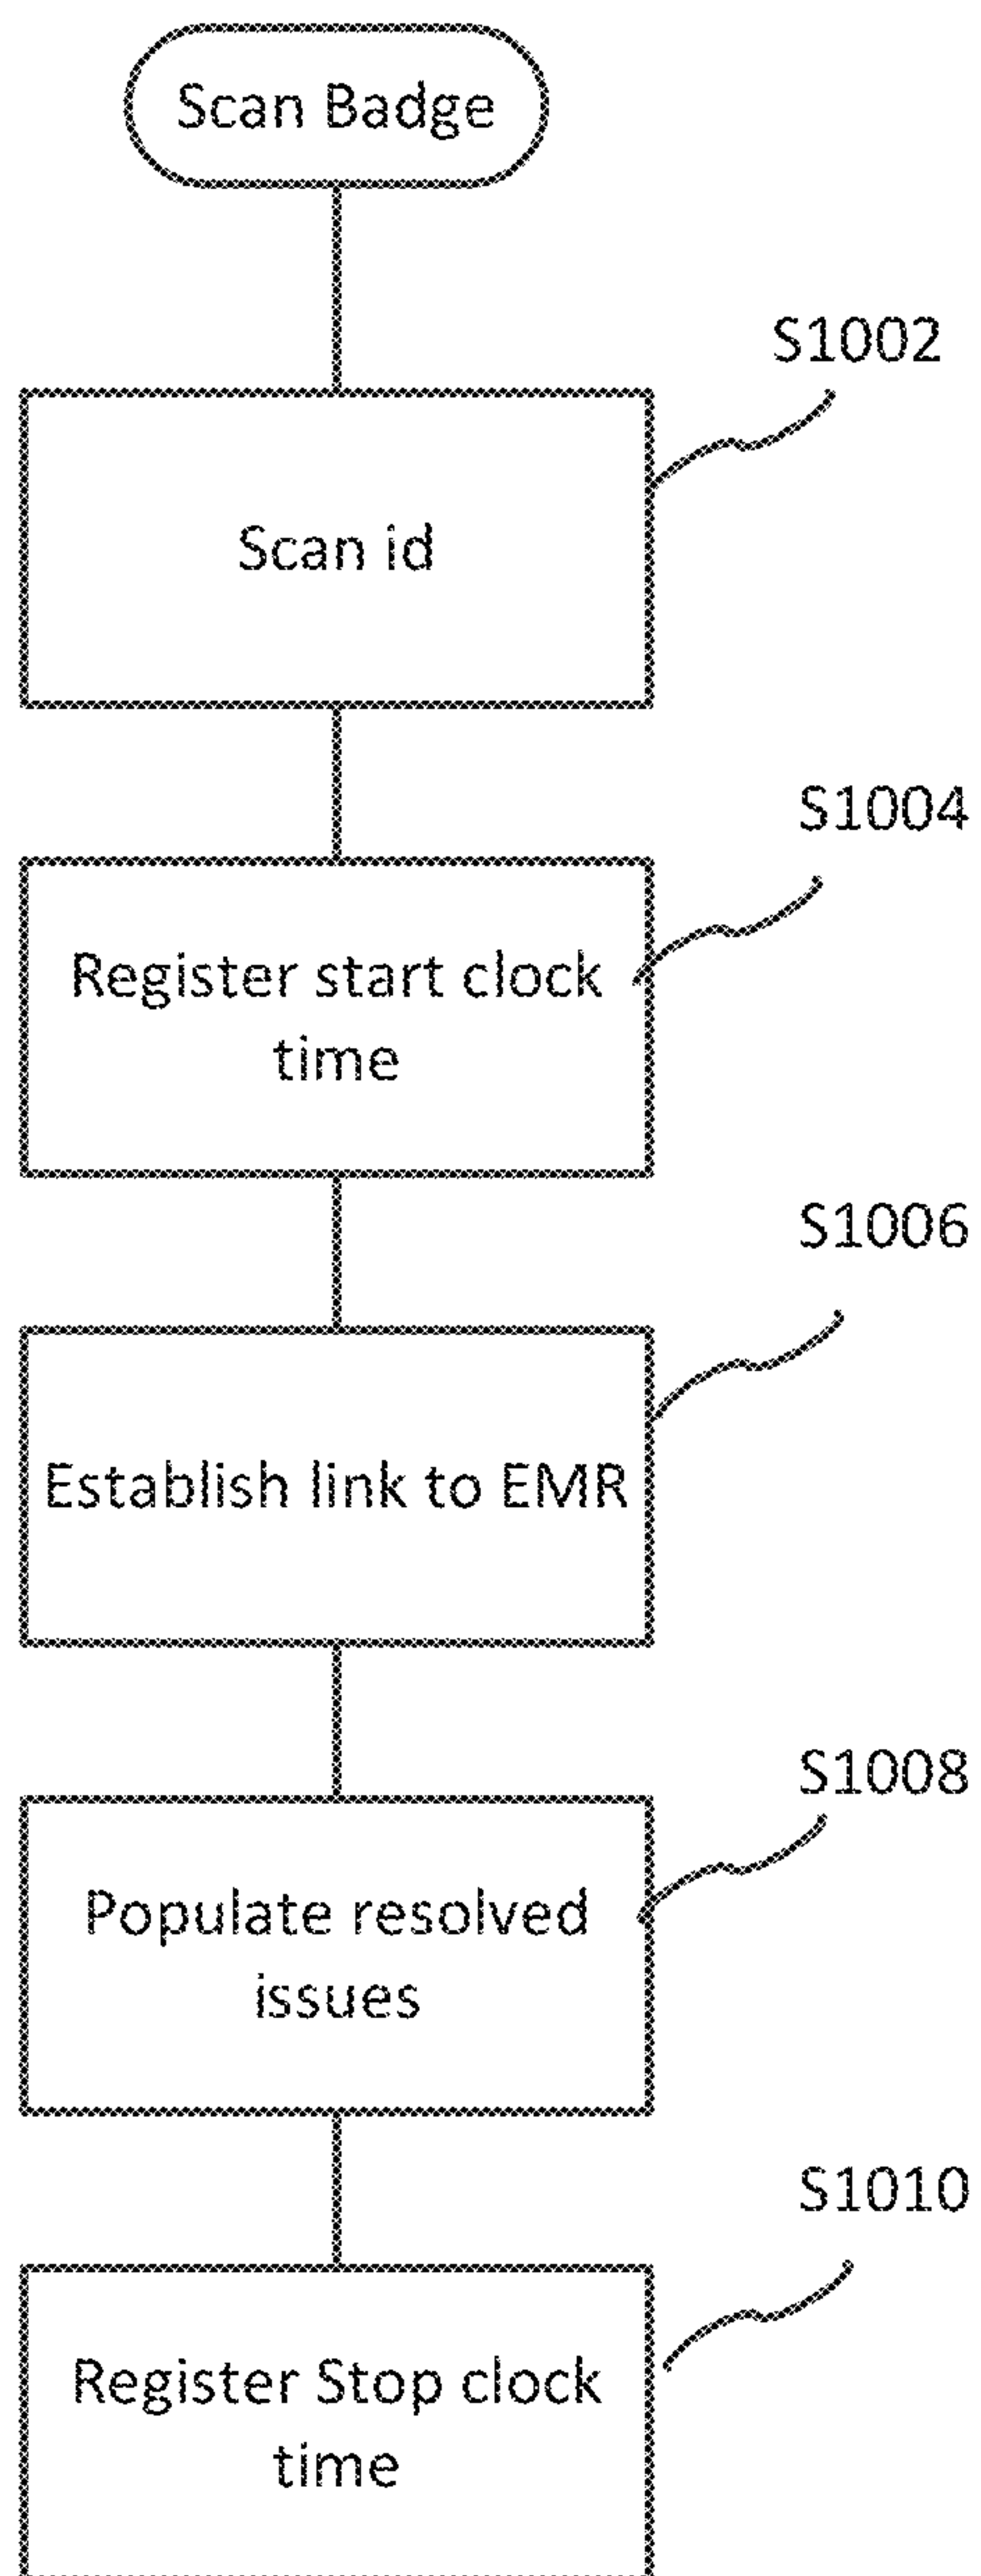 Scan Badge
S1002
Scan id
S1004
Register start clock
time
S1006
Establish link to EMR
S1008
Populate resolved
issues
S1010
Register Stop clock
time